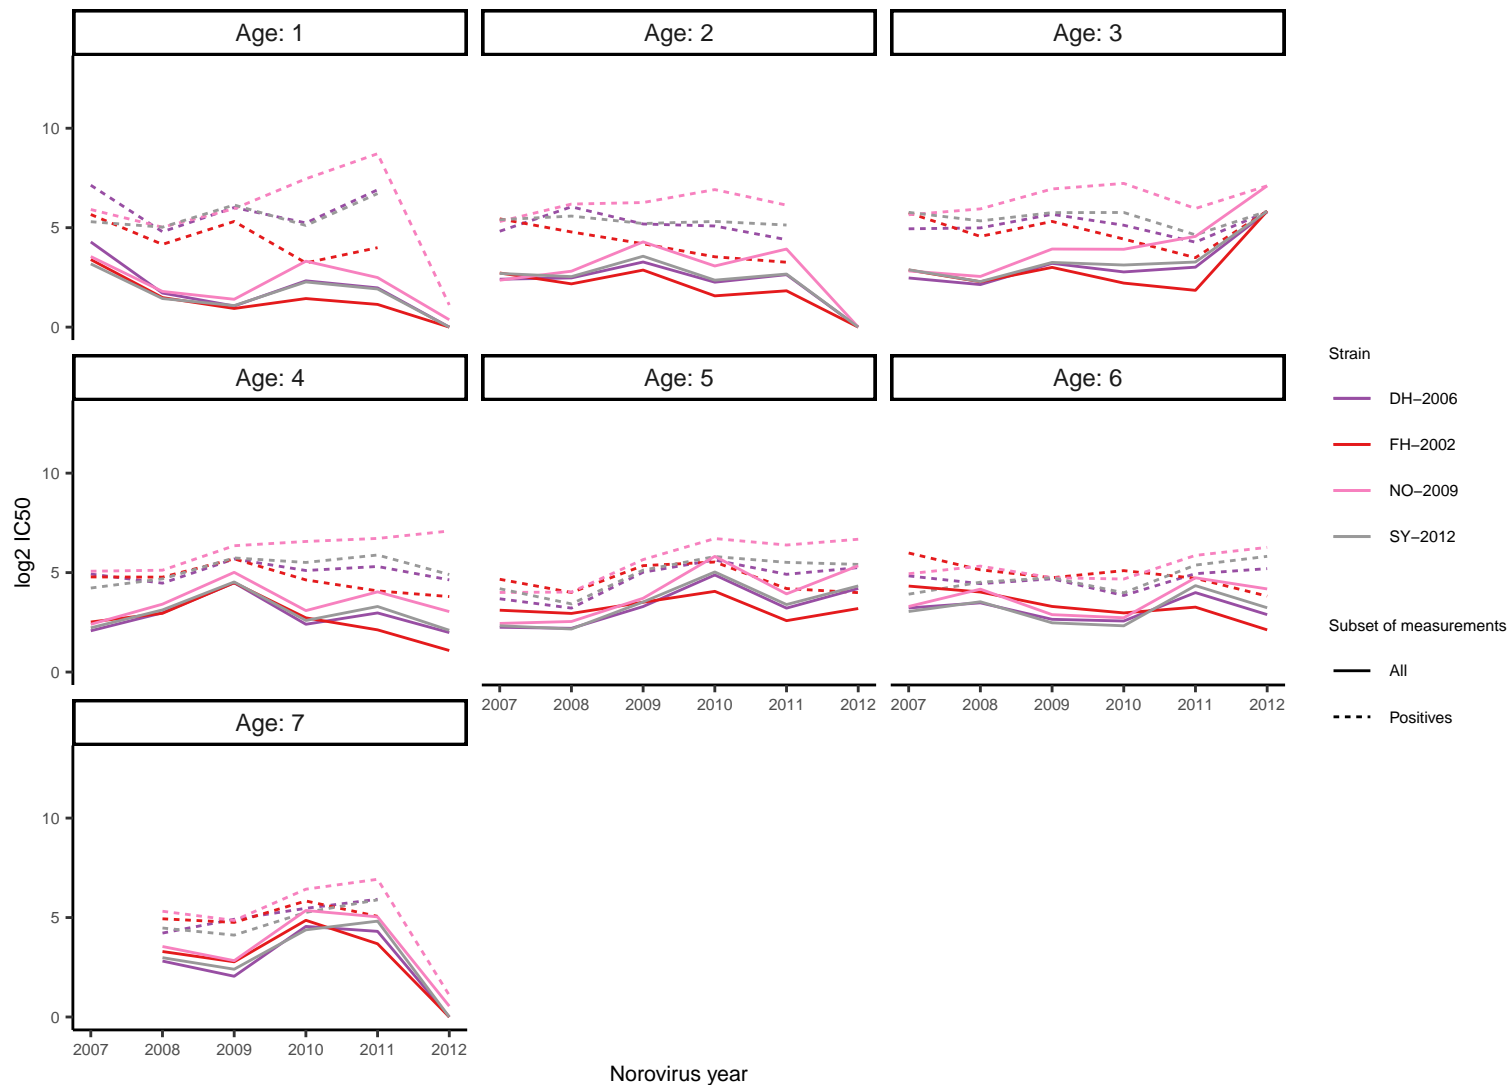 Age: 1
Age: 2
Age: 3
10
5
0
Age: 4
Age: 5
Age: 6
10
5
0
2007 2008 2009 2010 2011 2012
2007 2008 2009 2010 2011 2012
Age: 7
10
5
0
2007 2008 2009 2010 2011 2012
log2 IC50
Norovirus year
Strain
DH−2006
FH−2002
NO−2009
SY−2012
Subset of measurements
All
Positives